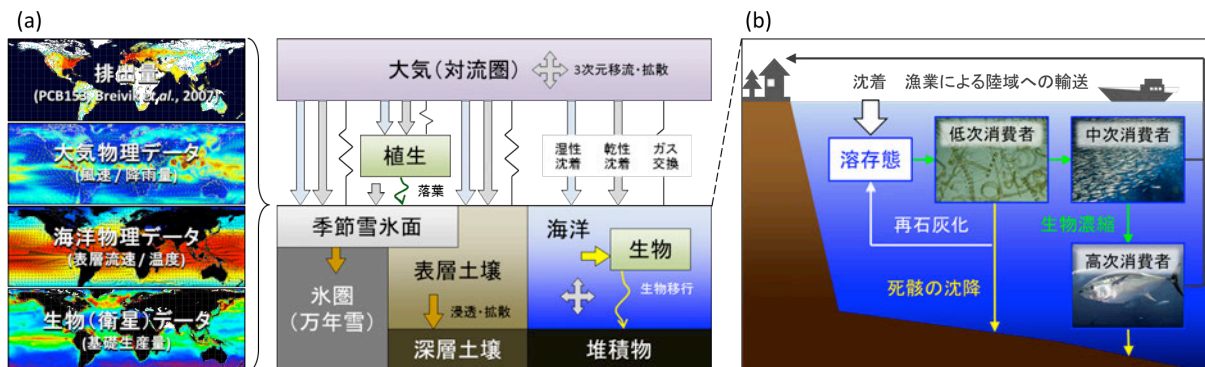 (a)
排出量
(PCB153, Breivik et al., 2007)
大気物理データ
(風速/降雨量)
海洋物理データ
(表層流速/温度)
生物(衛星)データ
(基礎生産量)
大気(対流圏)
3次元移流・拡散
植生
落葉
湿性
沈着
乾性
沈着
ガス
交換
季節雪氷面
氷圏
(万年雪)
表層土壌
浸透・拡散
深層土壌
海洋
生物
生物移行
堆積物
(b)
沈着 漁業による陸域への輸送
溶存態
低次消費者
中次消費者
再石灰化
生物濃縮
高次消費者
死骸の沈降